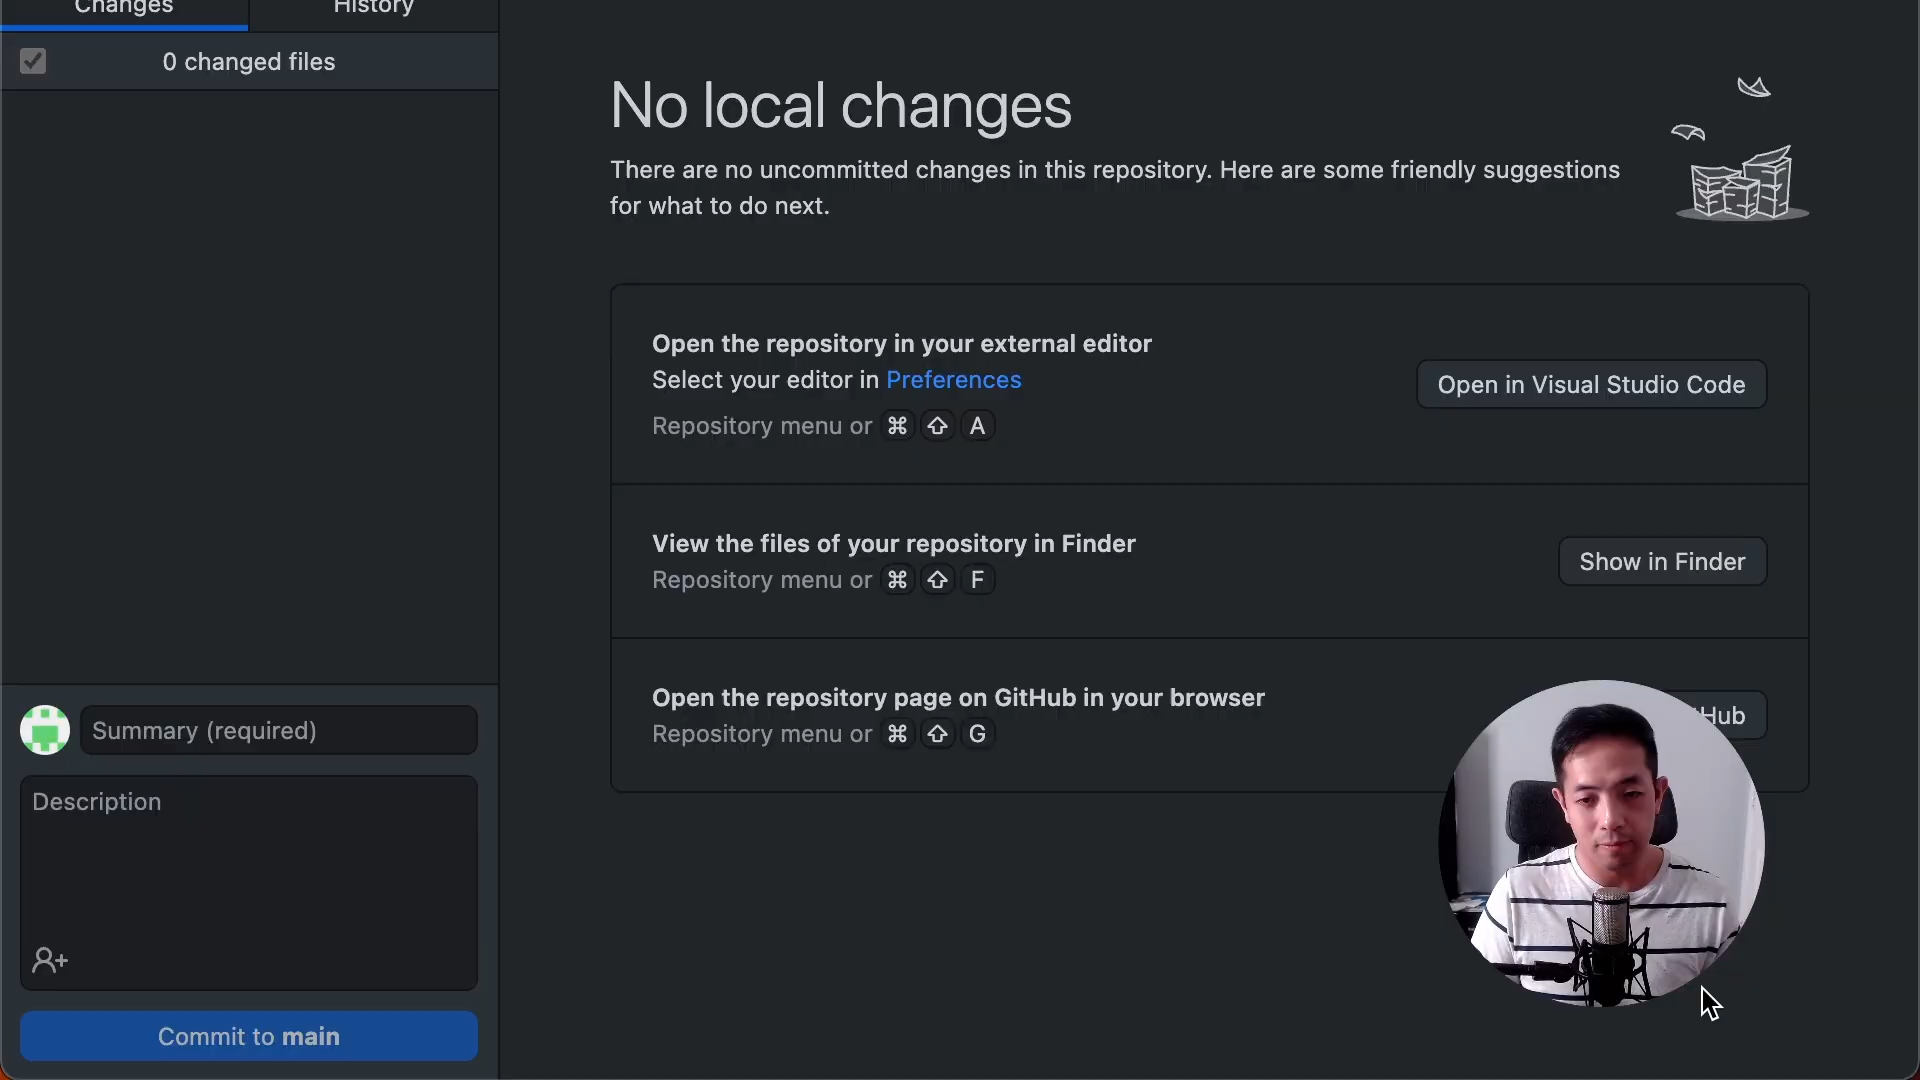 Changes
History
0 changed files
No local changes
There are no uncommitted changes in this repository. Here are some friendly suggestions
for what to do next.
Open the repository in your external editor
Select your editor in Preferences
Repository menu or ⌘ ⇧ A
Open in Visual Studio Code
View the files of your repository in Finder
Repository menu or ⌘ ⇧ F
Show in Finder
Open the repository page on GitHub in your browser
Repository menu or ⌘ ⇧ G
Hub
Summary (required)
Description
Commit to main